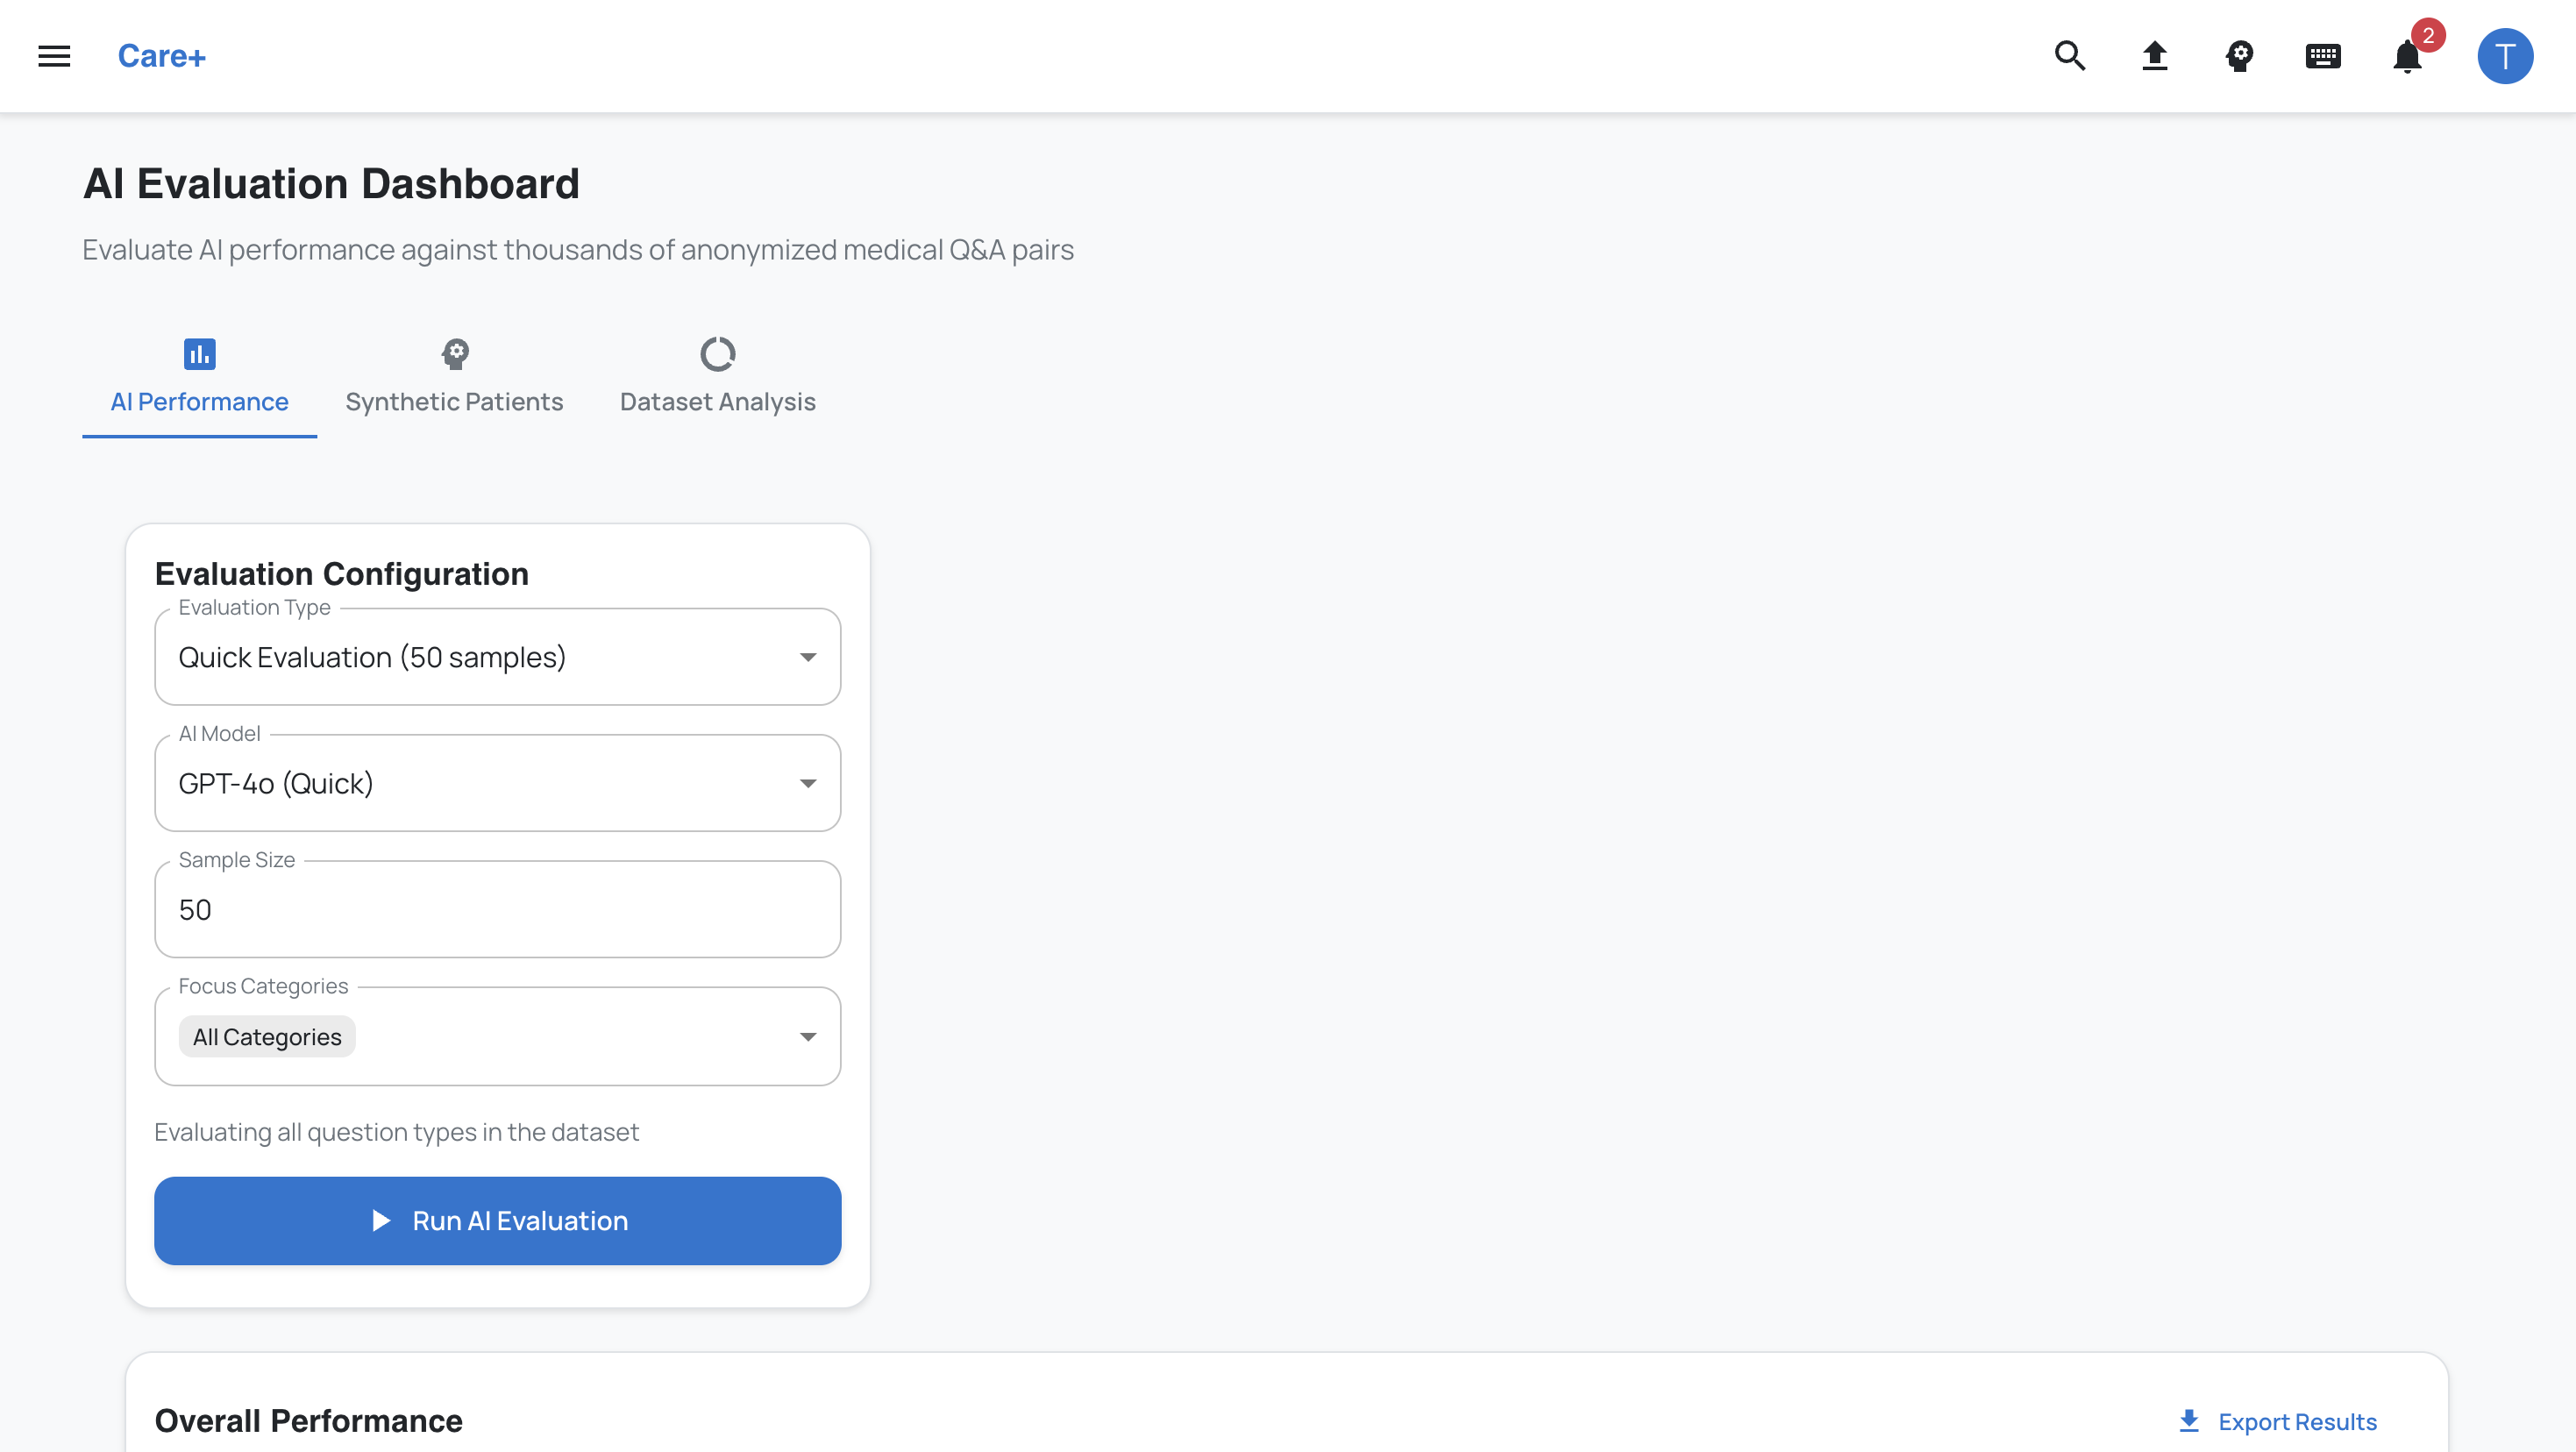 Care+
2
T
AI Evaluation Dashboard
Evaluate AI performance against thousands of anonymized medical Q&A pairs
AI Performance
Synthetic Patients
Dataset Analysis
Evaluation Configuration
Evaluation Type
Quick Evaluation (50 samples)
AI Model
GPT-4o (Quick)
Sample Size
50
Focus Categories
All Categories
Evaluating all question types in the dataset
Run AI Evaluation
Overall Performance
Export Results